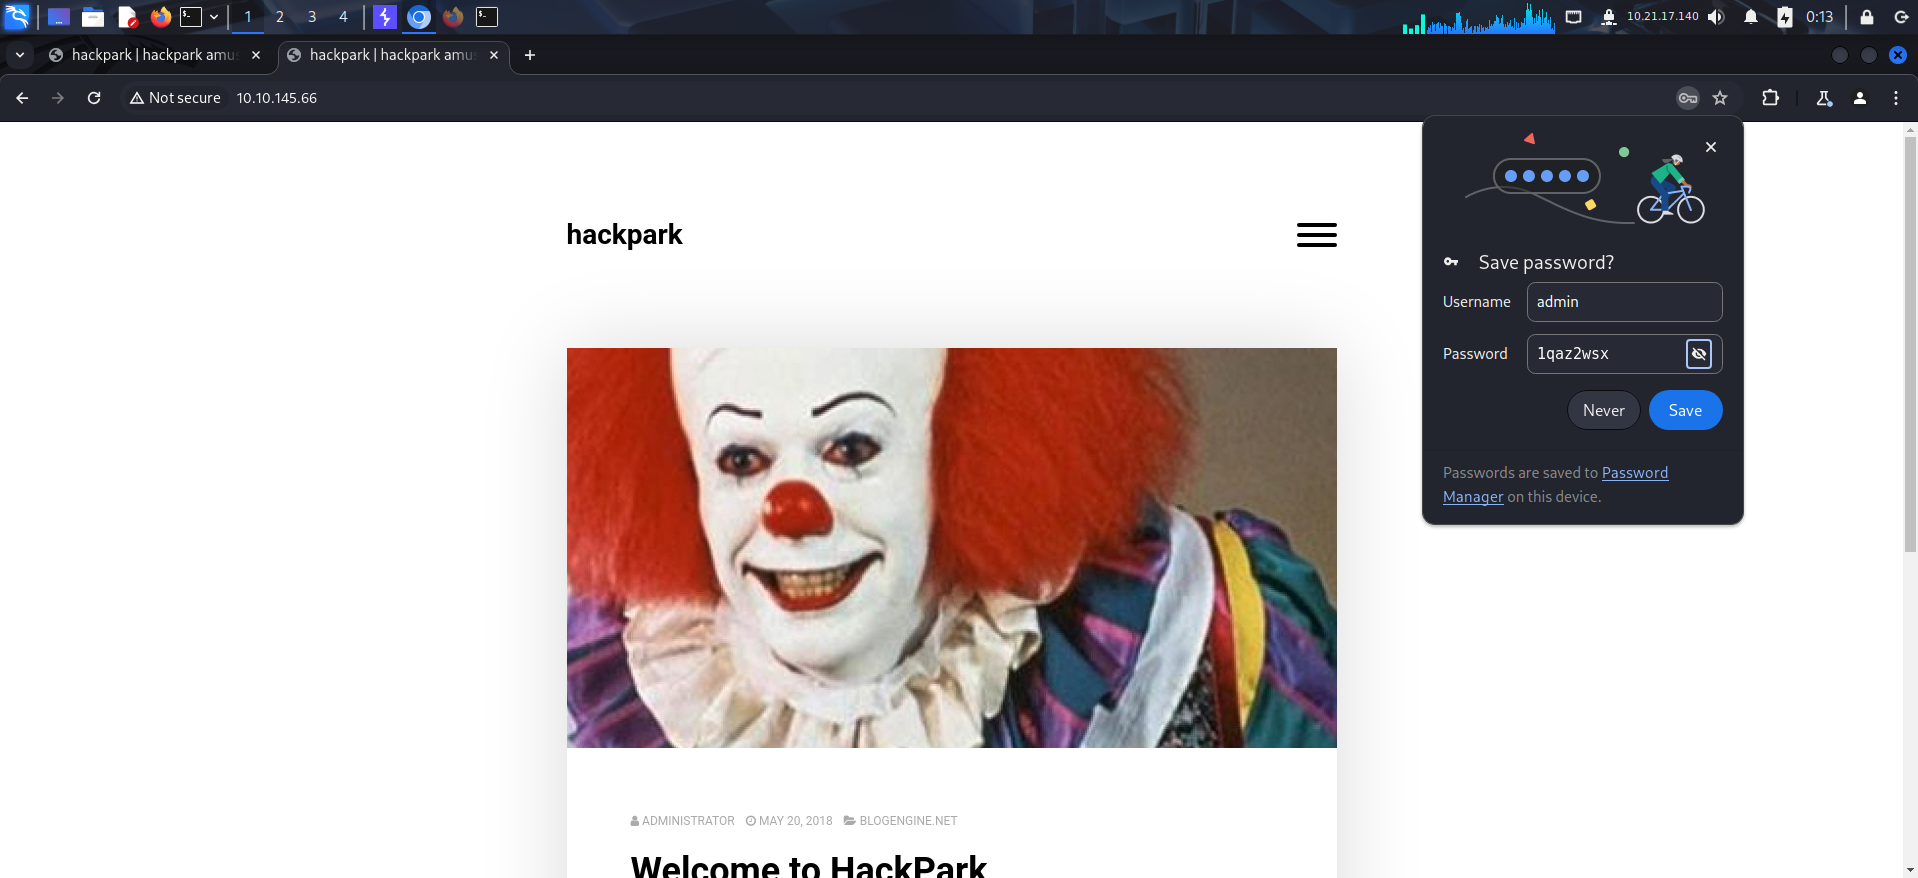 1 2 3 4 10.21.17.140 0:13
hackpark | hackpark amu hackpark | hackpark amu
Not secure 10.10.145.66
hackpark
Save password?
Username admin
Password 1qaz2wsx
Never Save
Passwords are saved to Password
Manager on this device.
ADMINISTRATOR MAY 20, 2018 BLOGENGINE.NET
Welcome to HackPark